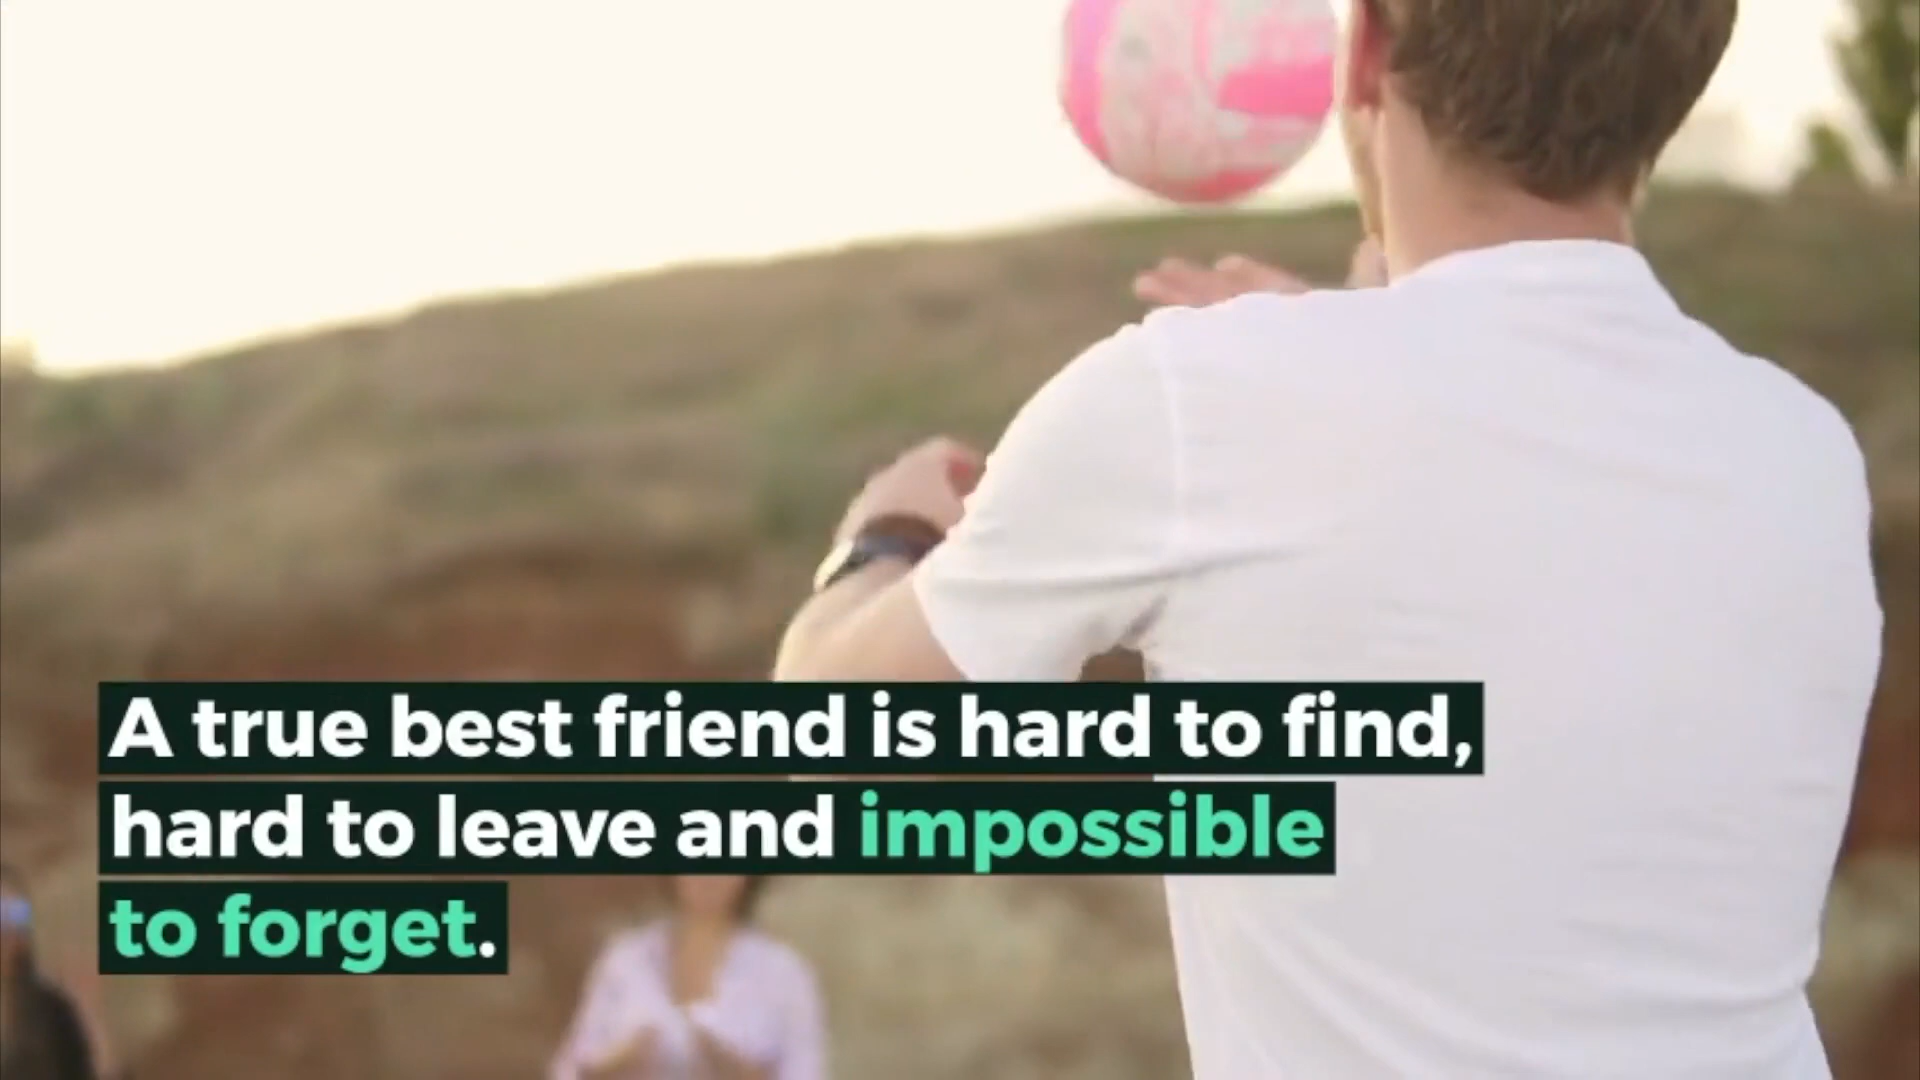 A true best friend is hard to find,
hard to leave and impossible
to forget.